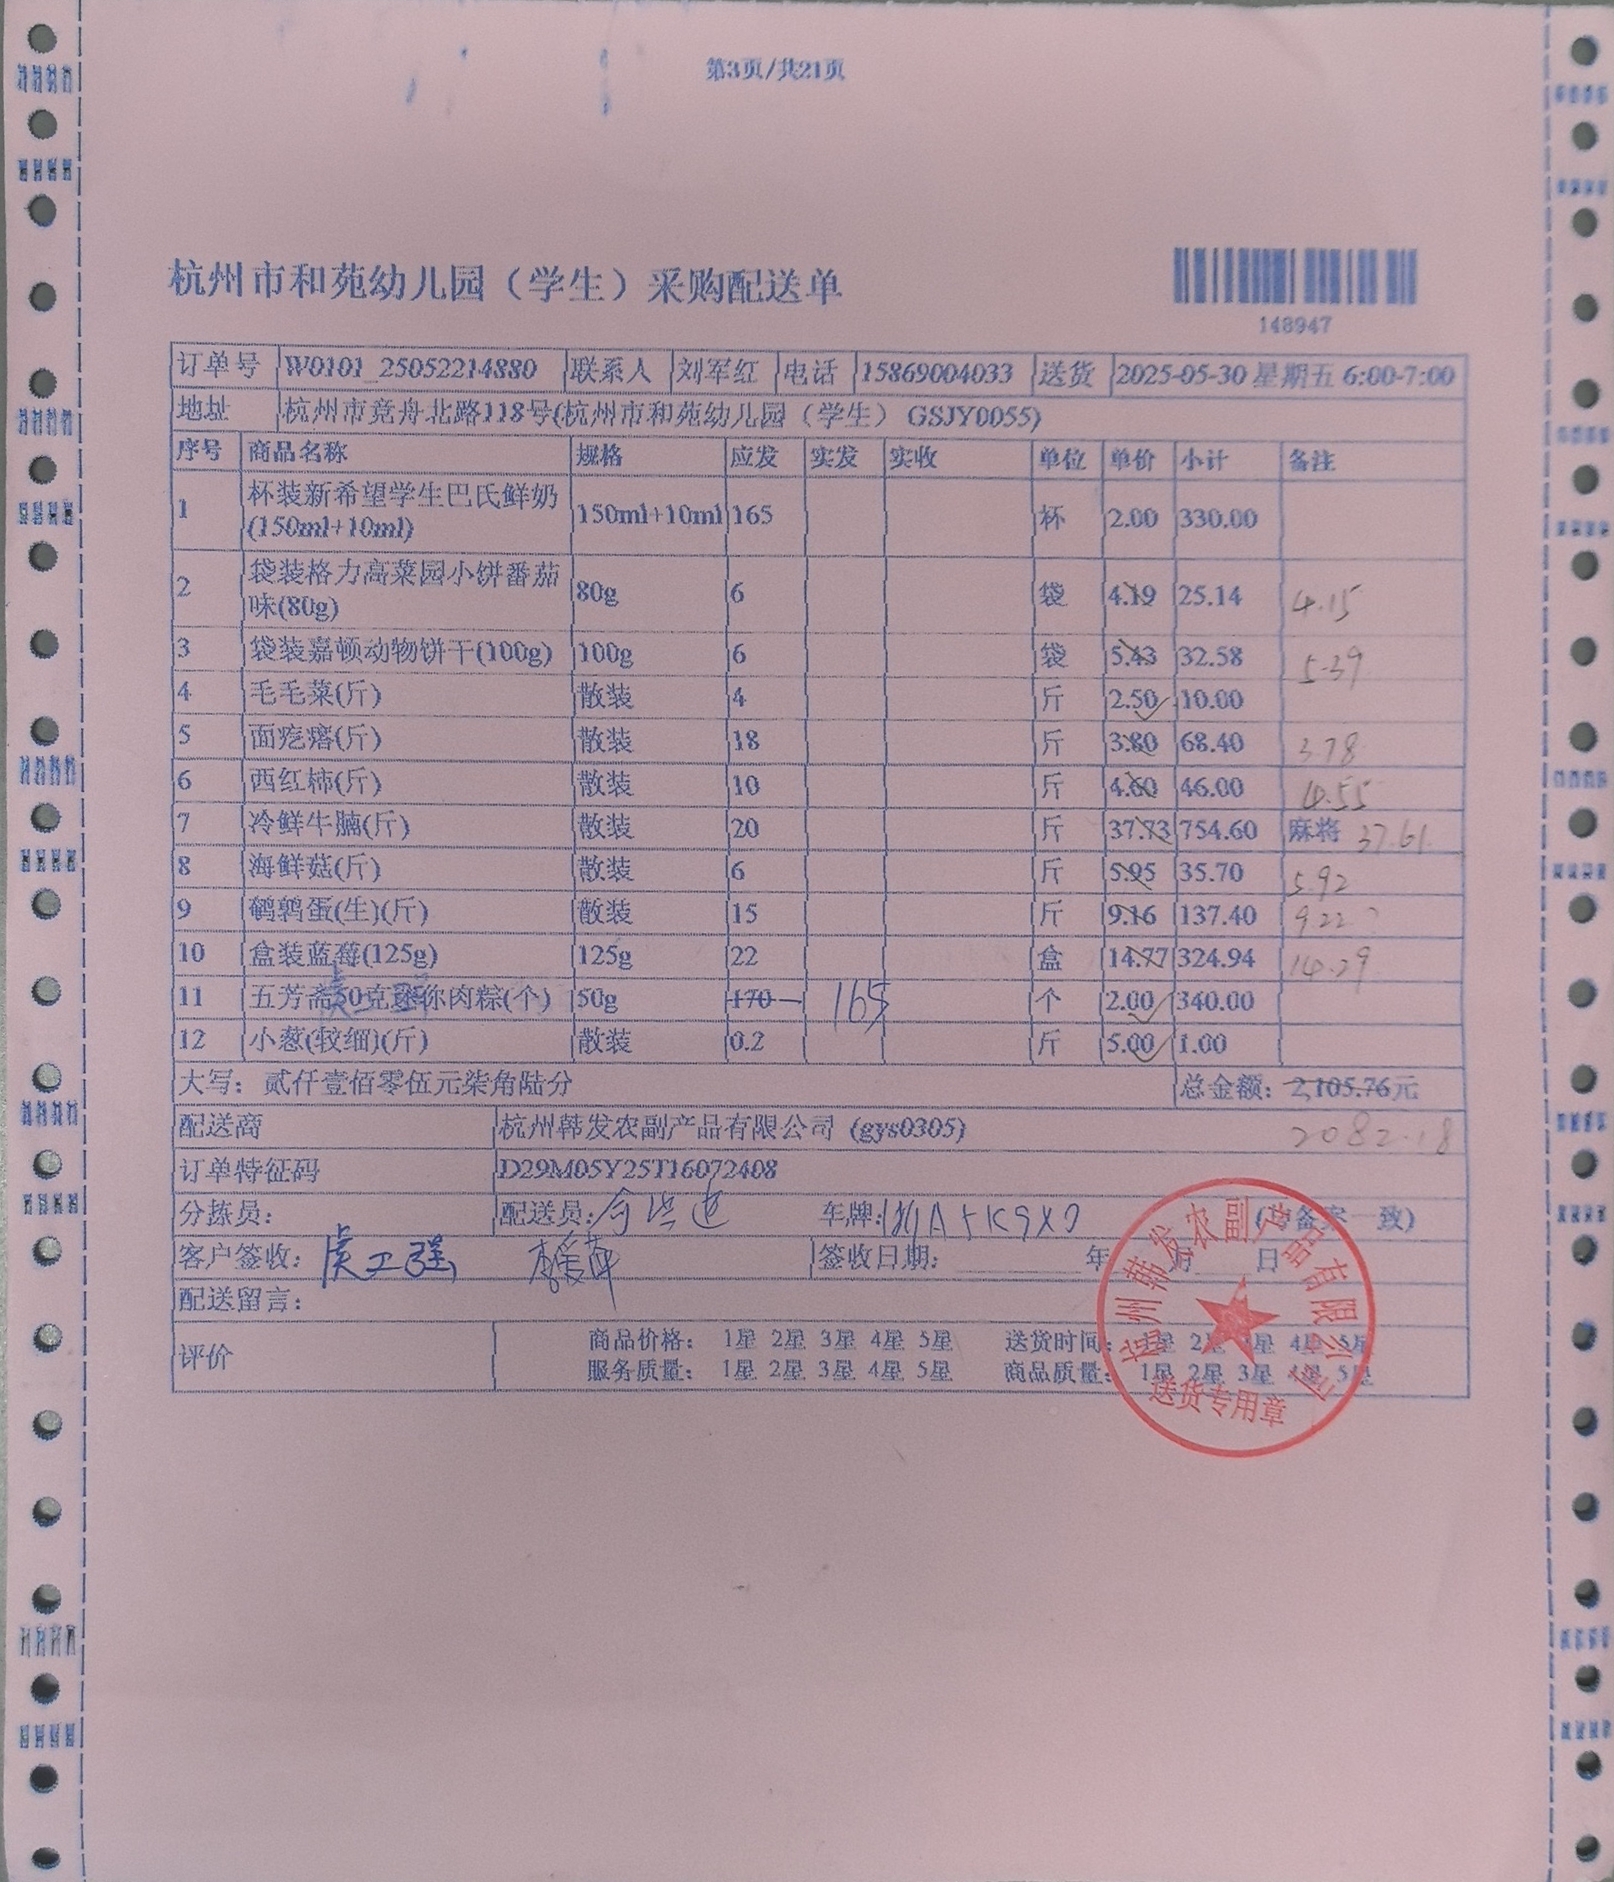 第3页/共21页
杭州市和苑幼儿园（学生）采购配送单
148947
订单号 W0101_25052214880 联系人 刘军红 电话 15869004033 送货 2025-05-30 星期五 6:00-7:00
地址 杭州市竞舟北路118号(杭州市和苑幼儿园（学生） GSJY0055)
序号 商品名称 规格 应发 实发 实收 单位 单价 小计 备注
1 杯装新希望学生巴氏鲜奶(150ml+10ml) 150ml+10ml 165 杯 2.00 330.00
2 袋装格力高菜园小饼番茄味(80g) 80g 6 袋 4.19 25.14 4.15
3 袋装嘉顿动物饼干(100g) 100g 6 袋 5.43 32.58 5.39
4 毛毛菜(斤) 散装 4 斤 2.50 10.00
5 面疙瘩(斤) 散装 18 斤 3.80 68.40 3.78
6 西红柿(斤) 散装 10 斤 4.60 46.00 4.55
7 冷鲜牛腩(斤) 散装 20 斤 37.73 754.60 麻将 37.61
8 海鲜菇(斤) 散装 6 斤 5.95 35.70 5.92
9 鹌鹑蛋(生)(斤) 散装 15 斤 9.16 137.40 9.22
10 盒装蓝莓(125g) 125g 22 盒 14.77 324.94 14.29
11 五芳斋50克迷你肉粽(个) 50g 170 165 个 2.00 340.00
12 小葱(较细)(斤) 散装 0.2 斤 5.00 1.00
大写：贰仟壹佰零伍元柒角陆分 总金额：2,105.76元
配送商 杭州韩发农副产品有限公司 (gys0305) 2082.18
订单特征码 D29M05Y25T16072408
分拣员： 配送员： 车牌：浙A5K9X0 (与备案一致)
客户签收： 签收日期： 年 月 日
配送留言：
评价 商品价格： 1星 2星 3星 4星 5星 送货时间： 1星 2星 3星 4星 5星
服务质量： 1星 2星 3星 4星 5星 商品质量： 1星 2星 3星 4星 5星
杭州韩发农副产品有限公司
送货专用章